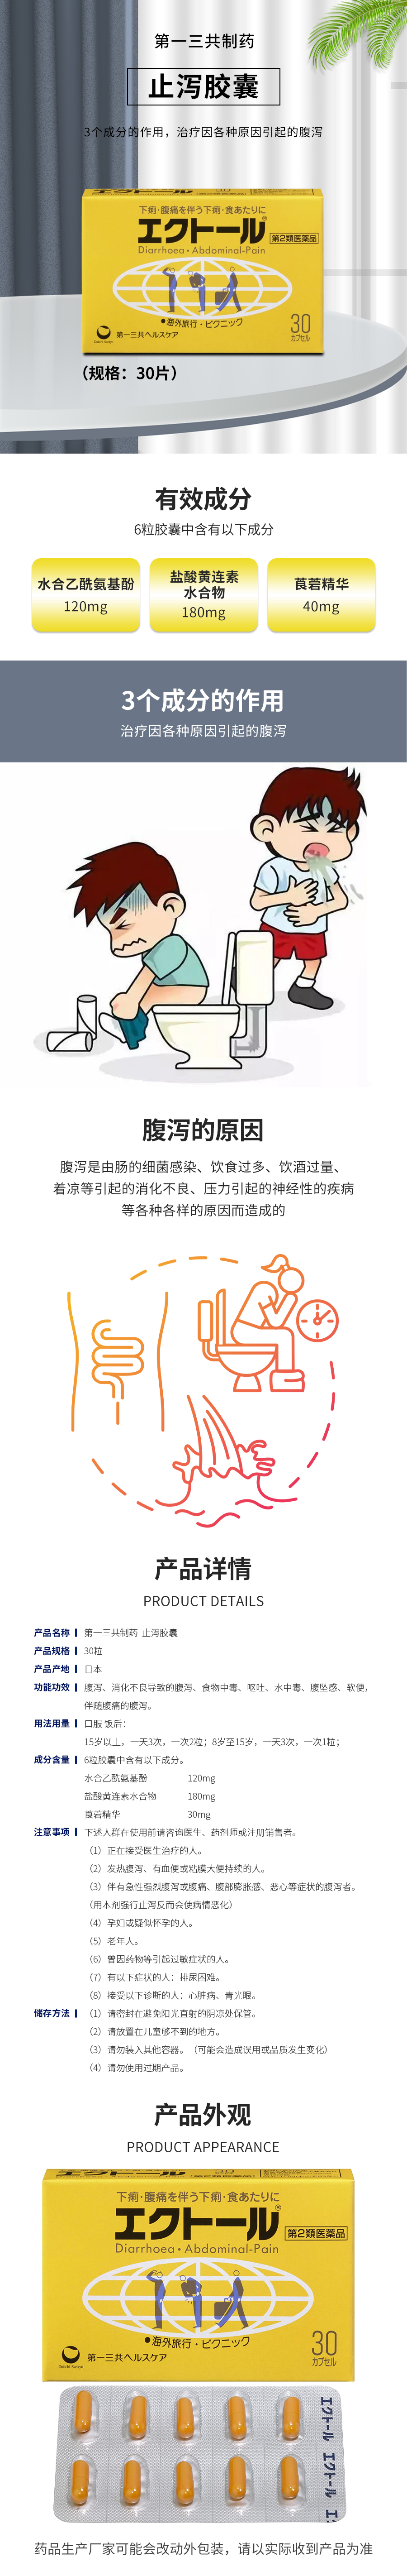 第一三共制药
止泻胶囊
3个成分的作用，治疗因各种原因引起的腹泻
下痢・腹痛を伴う下痢・食あたりに
エクトール®
第2類医薬品
Diarrhoea・Abdominal-Pain
●海外旅行・ピクニック
30
カプセル
Daiichi-Sankyo
第一三共ヘルスケア
（规格：30片）
有效成分
6粒胶囊中含有以下成分
水合乙酰氨基酚
120mg
盐酸黄连素
水合物
180mg
莨菪精华
40mg
3个成分的作用
治疗因各种原因引起的腹泻
腹泻的原因
腹泻是由肠的细菌感染、饮食过多、饮酒过量、
着凉等引起的消化不良、压力引起的神经性的疾病
等各种各样的原因而造成的
产品详情
PRODUCT DETAILS
产品名称 第一三共制药 止泻胶囊
产品规格 30粒
产品产地 日本
功能功效 腹泻、消化不良导致的腹泻、食物中毒、呕吐、水中毒、腹坠感、软便，
伴随腹痛的腹泻。
用法用量 口服 饭后：
15岁以上，一天3次，一次2粒；8岁至15岁，一天3次，一次1粒；
成分含量 6粒胶囊中含有以下成分。
水合乙酰氨基酚 120mg
盐酸黄连素水合物 180mg
莨菪精华 30mg
注意事项 下述人群在使用前请咨询医生、药剂师或注册销售者。
（1）正在接受医生治疗的人。
（2）发热腹泻、有血便或粘膜大便持续的人。
（3）伴有急性强烈腹泻或腹痛、腹部膨胀感、恶心等症状的腹泻者。
（用本剂强行止泻反而会使病情恶化）
（4）孕妇或疑似怀孕的人。
（5）老年人。
（6）曾因药物等引起过敏症状的人。
（7）有以下症状的人：排尿困难。
（8）接受以下诊断的人：心脏病、青光眼。
储存方法 （1）请密封在避免阳光直射的阴凉处保管。
（2）请放置在儿童够不到的地方。
（3）请勿装入其他容器。（可能会造成误用或品质发生变化）
（4）请勿使用过期产品。
产品外观
PRODUCT APPEARANCE
下痢・腹痛を伴う下痢・食あたりに
エクトール®
第2類医薬品
Diarrhoea・Abdominal-Pain
●海外旅行・ピクニック
30
カプセル
Daiichi-Sankyo
第一三共ヘルスケア
エクトール エクトール エ
药品生产厂家可能会改动外包装，请以实际收到产品为准